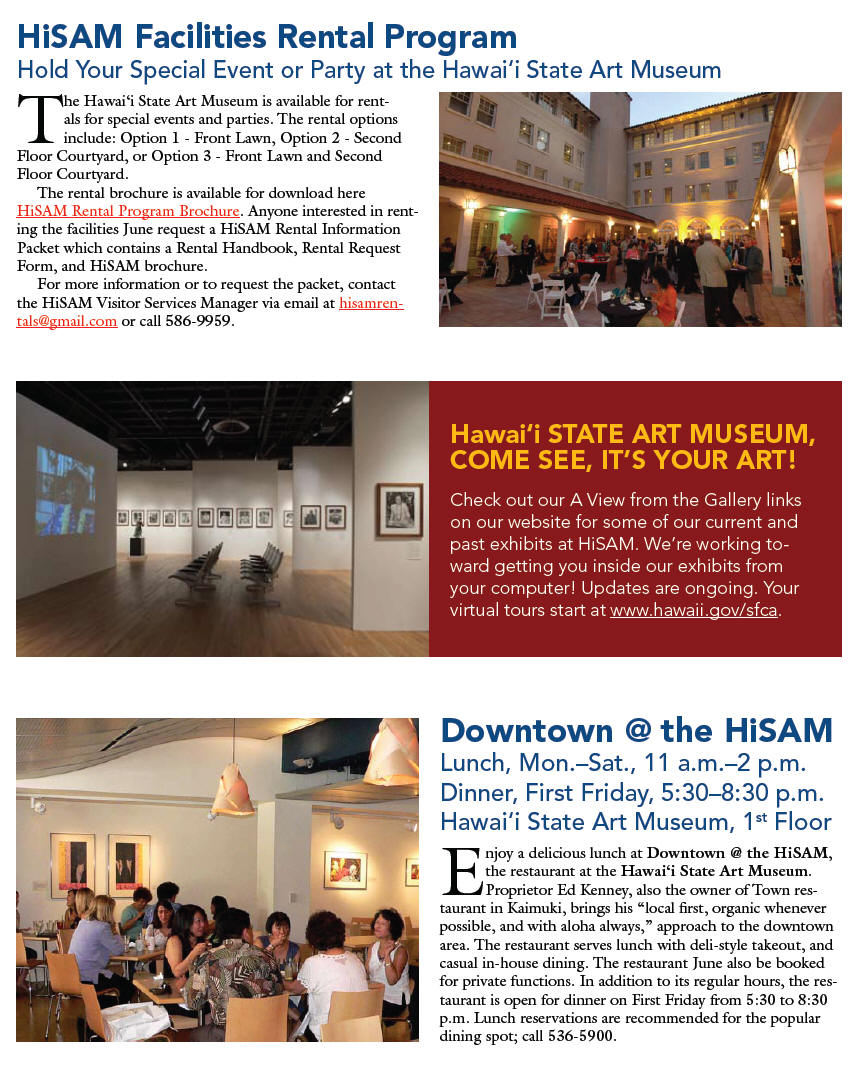 HiSAM Facilities Rental Program
Hold Your Special Event or Party at the Hawai‘i State Art Museum
The Hawai‘i State Art Museum is available for rent-
als for special events and parties. The rental options
include: Option 1 - Front Lawn, Option 2 - Second
Floor Courtyard, or Option 3 - Front Lawn and Second
Floor Courtyard.
The rental brochure is available for download here
HiSAM Rental Program Brochure. Anyone interested in rent-
ing the facilities June request a HiSAM Rental Information
Packet which contains a Rental Handbook, Rental Request
Form, and HiSAM brochure.
For more information or to request the packet, contact
the HiSAM Visitor Services Manager via email at hisamren-
tals@gmail.com or call 586-9959.
Hawai‘i STATE ART MUSEUM,
COME SEE, IT’S YOUR ART!
Check out our A View from the Gallery links
on our website for some of our current and
past exhibits at HiSAM. We’re working to-
ward getting you inside our exhibits from
your computer! Updates are ongoing. Your
virtual tours start at www.hawaii.gov/sfca.
Downtown @ the HiSAM
Lunch, Mon.–Sat., 11 a.m.–2 p.m.
Dinner, First Friday, 5:30–8:30 p.m.
Hawai‘i State Art Museum, 1st Floor
Enjoy a delicious lunch at Downtown @ the HiSAM,
the restaurant at the Hawai‘i State Art Museum.
Proprietor Ed Kenney, also the owner of Town res-
taurant in Kaimuki, brings his “local first, organic whenever
possible, and with aloha always,” approach to the downtown
area. The restaurant serves lunch with deli-style takeout, and
casual in-house dining. The restaurant June also be booked
for private functions. In addition to its regular hours, the res-
taurant is open for dinner on First Friday from 5:30 to 8:30
p.m. Lunch reservations are recommended for the popular
dining spot; call 536-5900.